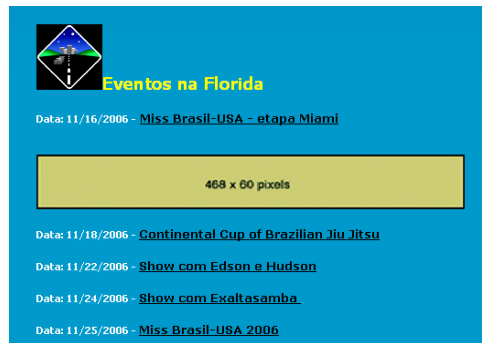 Eventos na Florida
Data: 11/16/2006 - Miss Brasil-USA - etapa Miami
468 x 60 pixels
Data: 11/18/2006 - Continental Cup of Brazilian Jiu Jitsu
Data: 11/22/2006 - Show com Edson e Hudson
Data: 11/24/2006 - Show com Exaltasamba
Data: 11/25/2006 - Miss Brasil-USA 2006